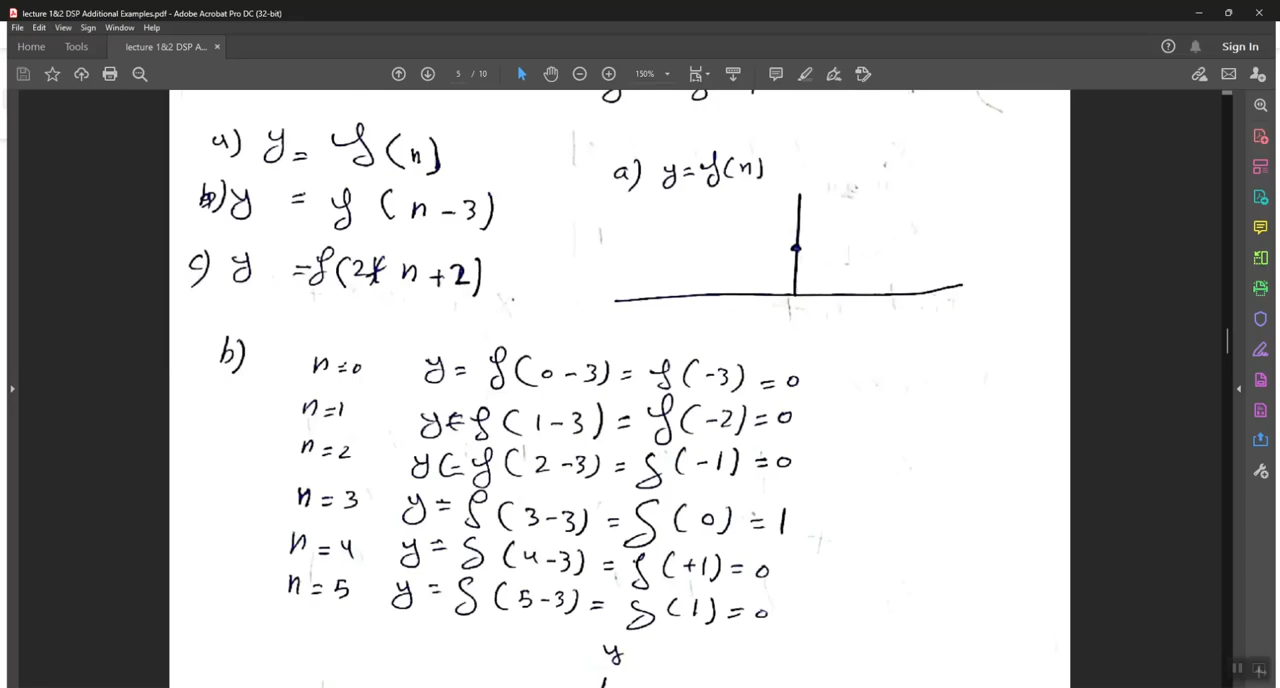 lecture 1&2 DSP Additional Examples.pdf - Adobe Acrobat Pro DC (32-bit)
File Edit View Sign Window Help
Home Tools lecture 1&2 DSP A... × Sign In
5 / 10 150%
a) y = δ(n)
b) y = δ(n-3)
c) y = δ(2* n+2)
a) y=δ(n)
b)
n=0 y = δ(0-3) = δ(-3) = 0
n=1 y = δ(1-3) = δ(-2) = 0
n=2 y = δ(2-3) = δ(-1) = 0
n=3 y = δ(3-3) = δ(0) = 1
n=4 y = δ(4-3) = δ(+1) = 0
n=5 y = δ(5-3) = δ(1) = 0
y